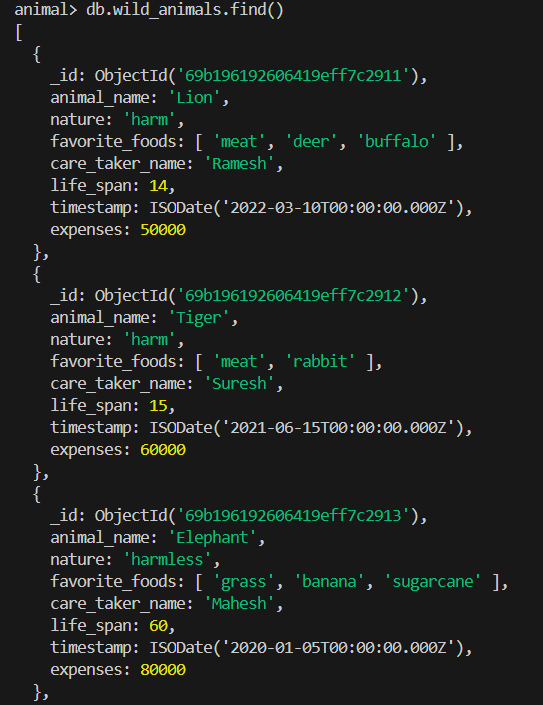 animal> db.wild_animals.find()
[
  {
    _id: ObjectId('69b196192606419eff7c2911'),
    animal_name: 'Lion',
    nature: 'harm',
    favorite_foods: [ 'meat', 'deer', 'buffalo' ],
    care_taker_name: 'Ramesh',
    life_span: 14,
    timestamp: ISODate('2022-03-10T00:00:00.000Z'),
    expenses: 50000
  },
  {
    _id: ObjectId('69b196192606419eff7c2912'),
    animal_name: 'Tiger',
    nature: 'harm',
    favorite_foods: [ 'meat', 'rabbit' ],
    care_taker_name: 'Suresh',
    life_span: 15,
    timestamp: ISODate('2021-06-15T00:00:00.000Z'),
    expenses: 60000
  },
  {
    _id: ObjectId('69b196192606419eff7c2913'),
    animal_name: 'Elephant',
    nature: 'harmless',
    favorite_foods: [ 'grass', 'banana', 'sugarcane' ],
    care_taker_name: 'Mahesh',
    life_span: 60,
    timestamp: ISODate('2020-01-05T00:00:00.000Z'),
    expenses: 80000
  },